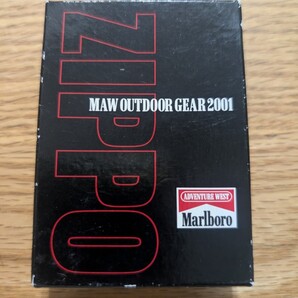 ZIPPO
MAW OUTDOOR GEAR 2001
ADVENTURE WEST
Marlboro